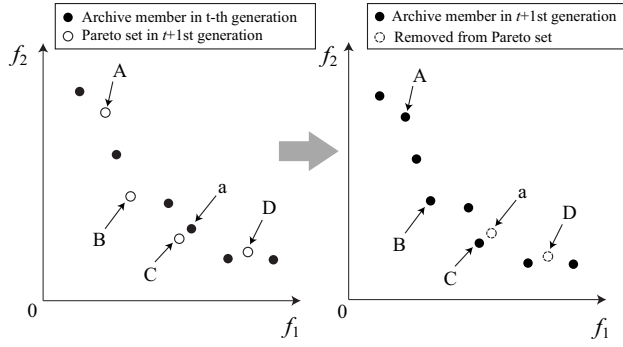 Archive member in t-th generation
Pareto set in t+1st generation
f2
A
a
D
B
C
0
f1
Archive member in t+1st generation
Removed from Pareto set
f2
A
a
D
B
C
0
f1